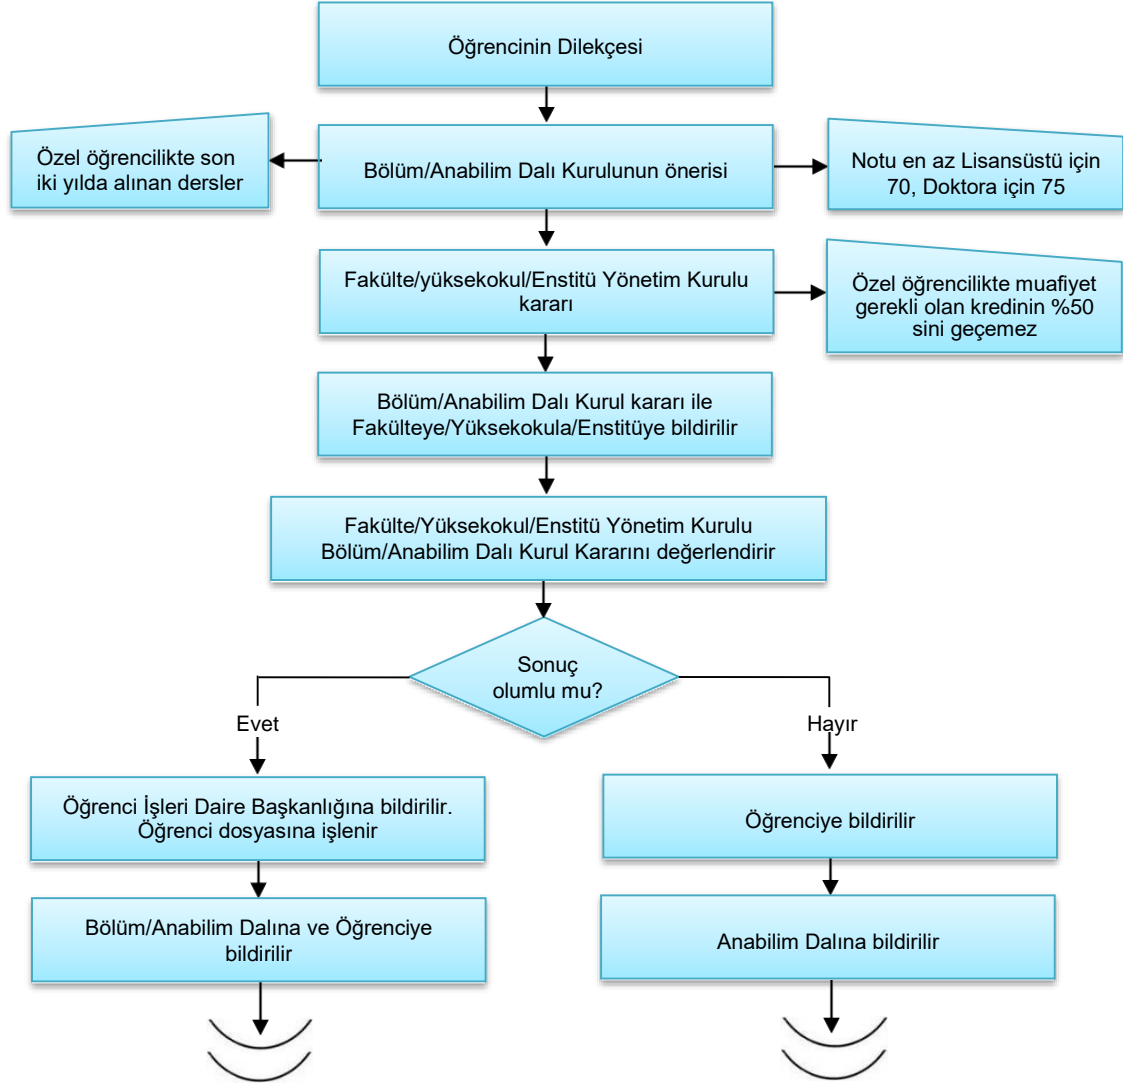 Öğrencinin Dilekçesi
Özel öğrencilikte son
iki yılda alınan dersler
Bölüm/Anabilim Dalı Kurulunun önerisi
Notu en az Lisansüstü için
70, Doktora için 75
Fakülte/yüksekokul/Enstitü Yönetim Kurulu
kararı
Özel öğrencilikte muafiyet
gerekli olan kredinin %50
sini geçemez
Bölüm/Anabilim Dalı Kurul kararı ile
Fakülteye/Yüksekokula/Enstitüye bildirilir
Fakülte/Yüksekokul/Enstitü Yönetim Kurulu
Bölüm/Anabilim Dalı Kurul Kararını değerlendirir
Sonuç
olumlu mu?
Evet
Hayır
Öğrenci İşleri Daire Başkanlığına bildirilir.
Öğrenci dosyasına işlenir
Öğrenciye bildirilir
Bölüm/Anabilim Dalına ve Öğrenciye
bildirilir
Anabilim Dalına bildirilir